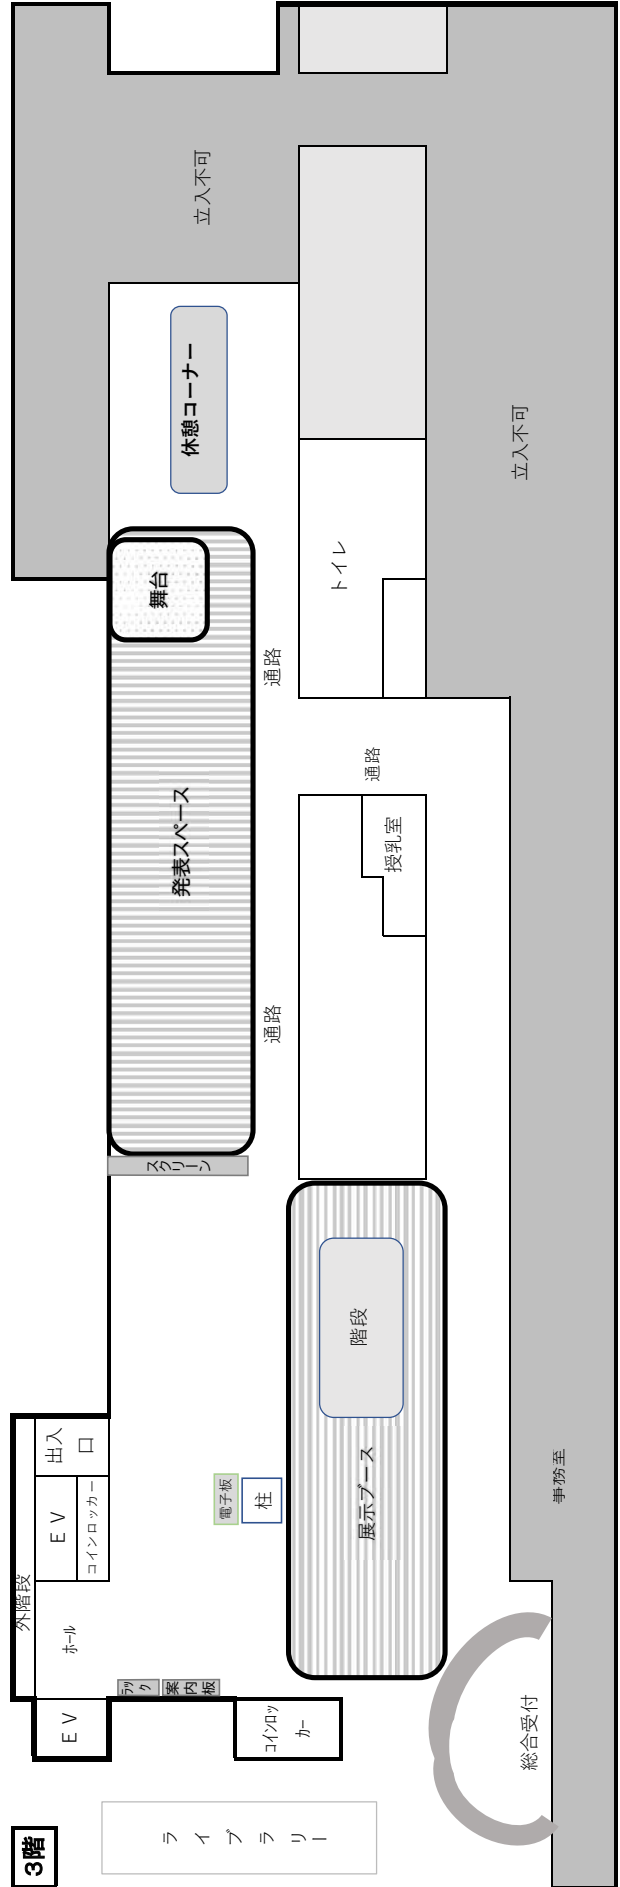 立入不可
休憩コーナー
立入不可
舞台
トイレ
通路
通路
発表スペース
授乳室
通路
スクリーン
階段
出入
口
電子板
柱
展示ブース
ＥＶ
コインロッカー
事務室
外階段
ホール
ラック
案内板
ＥＶ
コインロッ
カー
総合受付
ライブラリー
３階